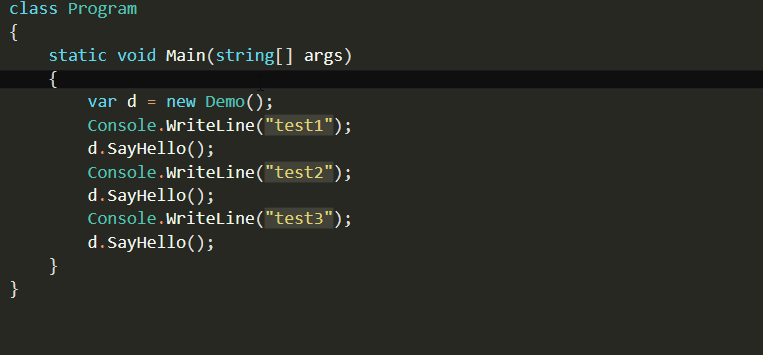 class Program
{
    static void Main(string[] args)
    {
        var d = new Demo();
        Console.WriteLine("test1");
        d.SayHello();
        Console.WriteLine("test2");
        d.SayHello();
        Console.WriteLine("test3");
        d.SayHello();
    }
}